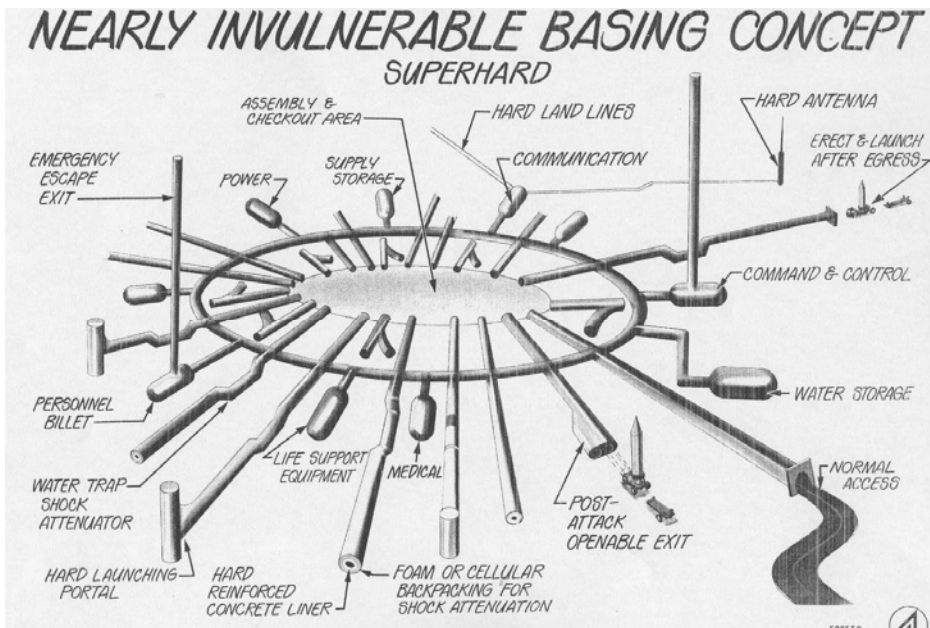 NEARLY INVULNERABLE BASING CONCEPT
SUPERHARD
ASSEMBLY &
CHECKOUT AREA
HARD LAND LINES
HARD ANTENNA
EMERGENCY
ESCAPE
EXIT
POWER
SUPPLY
STORAGE
COMMUNICATION
ERECT & LAUNCH
AFTER EGRESS
COMMAND & CONTROL
PERSONNEL
BILLET
WATER STORAGE
WATER TRAP
SHOCK
ATTENUATOR
LIFE SUPPORT
EQUIPMENT
MEDICAL
POST-
ATTACK
OPENABLE EXIT
NORMAL
ACCESS
HARD LAUNCHING
PORTAL
HARD
REINFORCED
CONCRETE LINER
FOAM OR CELLULAR
BACKPACKING FOR
SHOCK ATTENUATION